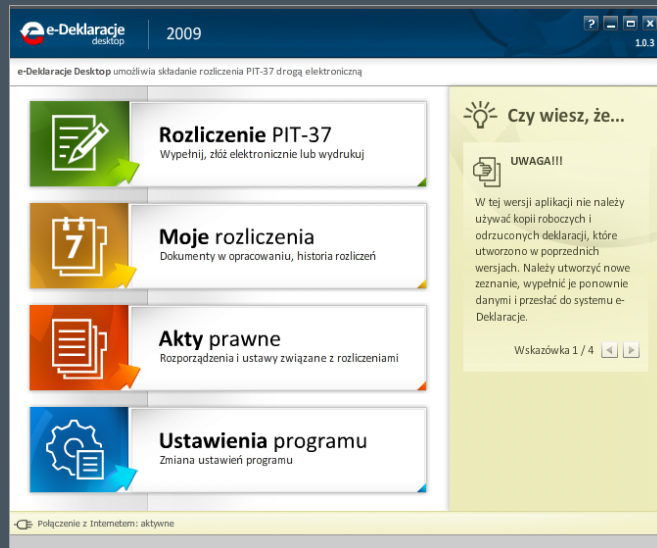 e-Deklaracje
desktop
2009
?
1.0.3
e-Deklaracje Desktop umożliwia składanie rozliczenia PIT-37 drogą elektroniczną
Rozliczenie PIT-37
Wypełnij, złóż elektronicznie lub wydrukuj
7
Moje rozliczenia
Dokumenty w opracowaniu, historia rozliczeń
Akty prawne
Rozporządzenia i ustawy związane z rozliczeniami
Ustawienia programu
Zmiana ustawień programu
Czy wiesz, że...
UWAGA!!!
W tej wersji aplikacji nie należy
używać kopii roboczych i
odrzuconych deklaracji, które
utworzono w poprzednich
wersjach. Należy utworzyć nowe
zeznanie, wypełnić je ponownie
danymi i przesłać do systemu e-
Deklaracje.
Wskazówka 1 / 4
Połączenie z Internetem: aktywne